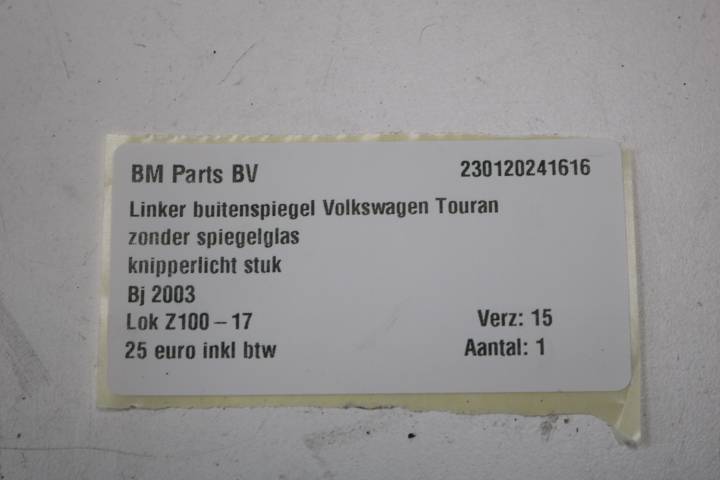 BM Parts BV 230120241616
Linker buitenspiegel Volkswagen Touran
zonder spiegelglas
knipperlicht stuk
Bj 2003
Lok Z100-17 Verz: 15
25 euro inkl btw Aantal: 1